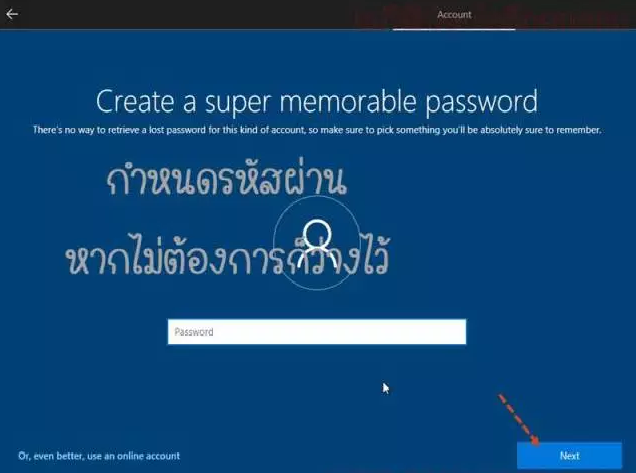 Account
Create a super memorable password
There's no way to retrieve a lost password for this kind of account, so make sure to pick something you'll be absolutely sure to remember.
กำหนดรหัสผ่าน
หากไม่ต้องการก็ว่างไว้
Password
Or, even better, use an online account
Next